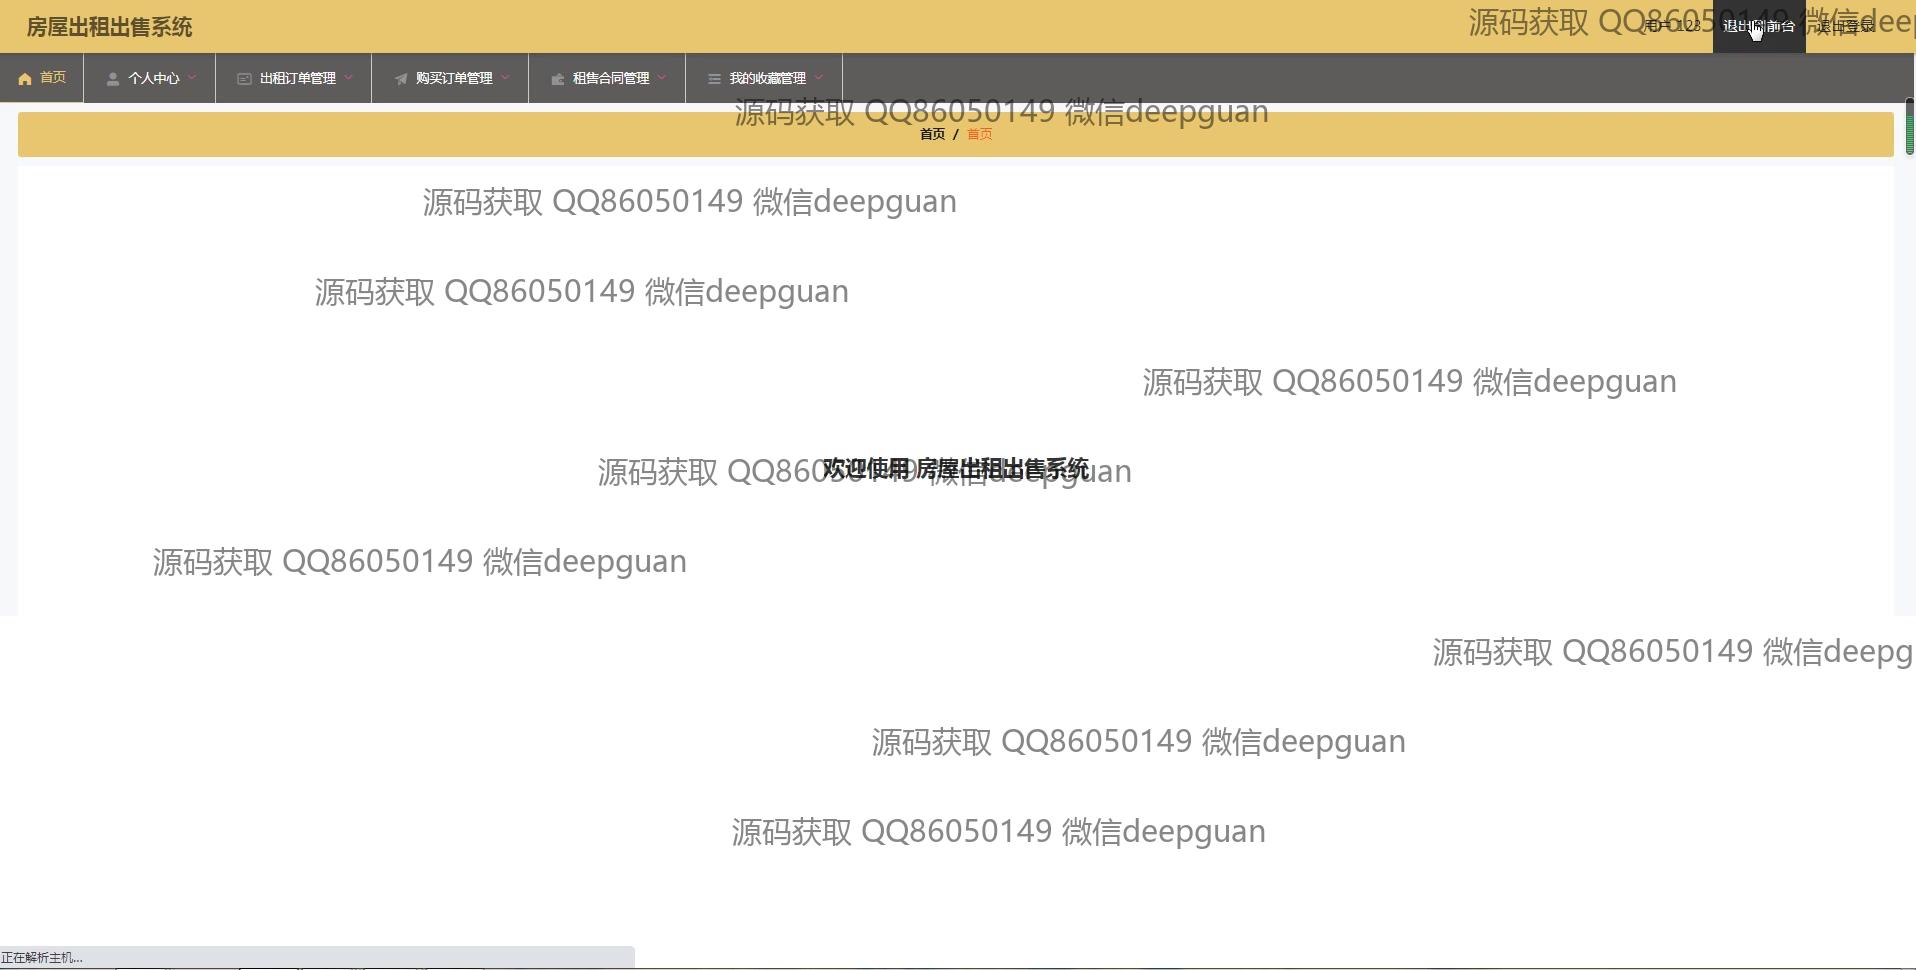 房屋出租出售系统
源码获取 QQ86050149 微信deep
用户 123
退出到前台
退出登录
首页
个人中心
出租订单管理
购买订单管理
租售合同管理
我的收藏管理
源码获取 QQ86050149 微信deepguan
首页 / 首页
源码获取 QQ86050149 微信deepguan
源码获取 QQ86050149 微信deepguan
源码获取 QQ86050149 微信deepguan
欢迎使用 房屋出租出售系统
源码获取 QQ86050149 微信deepguan
源码获取 QQ86050149 微信deepguan
源码获取 QQ86050149 微信deepg
源码获取 QQ86050149 微信deepguan
源码获取 QQ86050149 微信deepguan
正在解析主机...